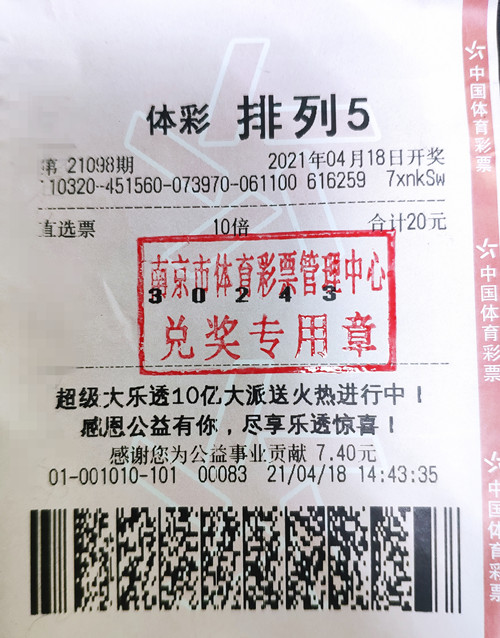 体彩 排列5
第 21098期 2021年04月18日开奖
110320-451560-073970-061100 616259 7xnkSw
直选票 10倍 合计20元
南京市体育彩票管理中心
3 0 2 4 3
兑奖专用章
超级大乐透10亿大派送火热进行中！
感恩公益有你，尽享乐透惊喜！
感谢您为公益事业贡献 7.40元
01-001010-101 00083 21/04/18 14:43:35
中国体育彩票
中国体育彩票
中国体育彩票